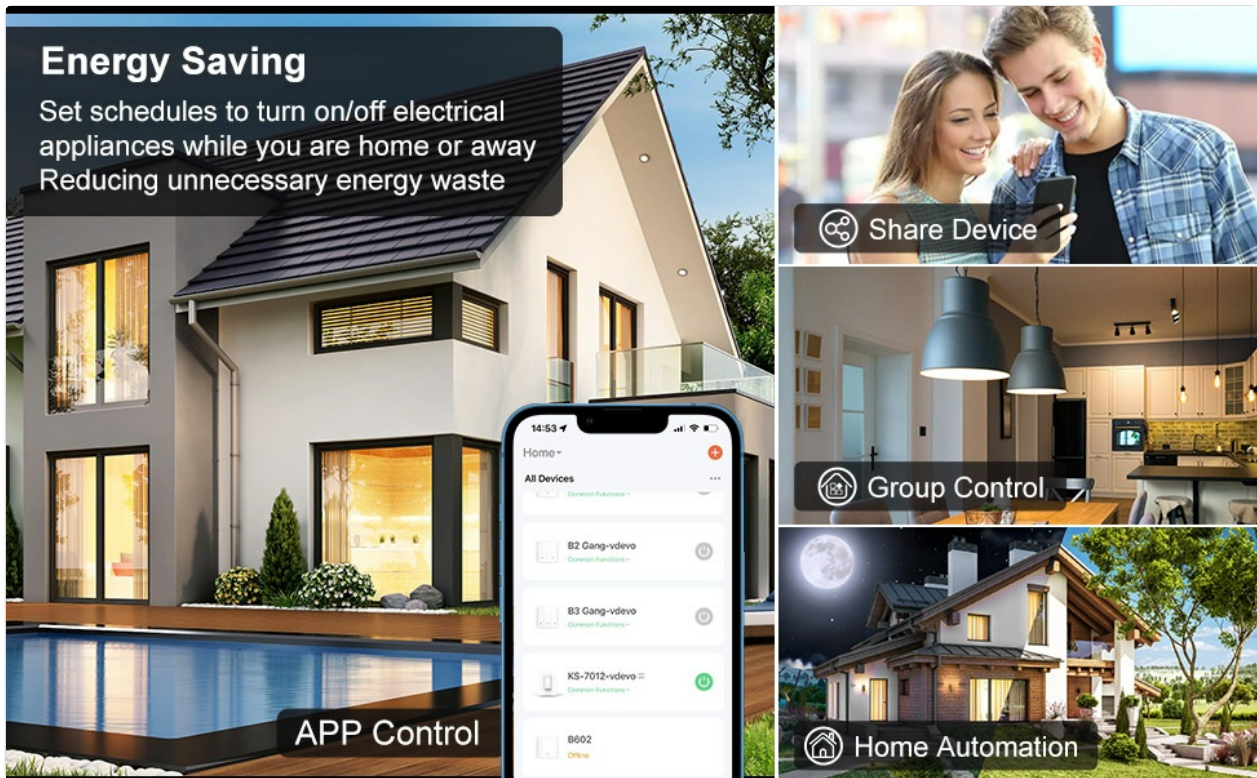 Energy Saving
Set schedules to turn on/off electrical
appliances while you are home or away
Reducing unnecessary energy waste
14:53
Home
All Devices
Common Functions
B2 Gang-vdevo
Common Functions
B3 Gang-vdevo
Common Functions
KS-7012-vdevo
Common Functions
B602
Offline
APP Control
Share Device
Group Control
Home Automation